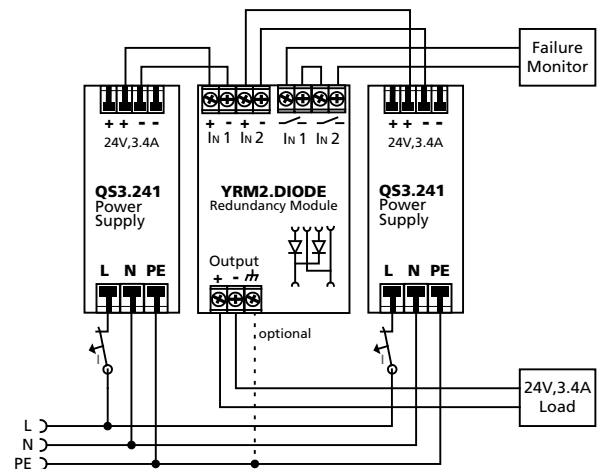 Failure
Monitor
+ + - -
24V,3.4A
QS3.241
Power
Supply
L N PE
+ - + -
IN 1 IN 2 IN 1 IN 2
YRM2.DIODE
Redundancy Module
Output
+ -
optional
+ + - -
24V,3.4A
QS3.241
Power
Supply
L N PE
I
I
24V,3.4A
Load
L
N
PE